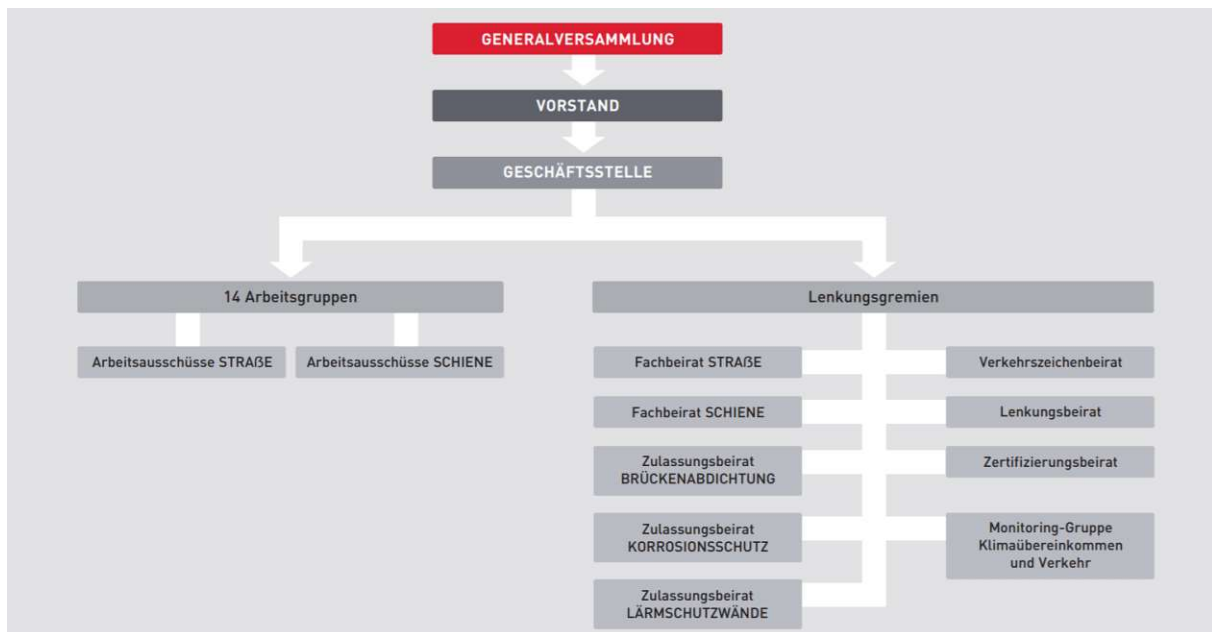 GENERALVERSAMMLUNG
VORSTAND
GESCHÄFTSSTELLE
14 Arbeitsgruppen
Arbeitsausschüsse STRAßE
Arbeitsausschüsse SCHIENE
Lenkungsgremien
Fachbeirat STRAßE
Fachbeirat SCHIENE
Zulassungsbeirat
BRÜCKENABDICHTUNG
Zulassungsbeirat
KORROSIONSSCHUTZ
Zulassungsbeirat
LÄRMSCHUTZWÄNDE
Verkehrszeichenbeirat
Lenkungsbeirat
Zertifizierungsbeirat
Monitoring-Gruppe
Klimaübereinkommen
und Verkehr